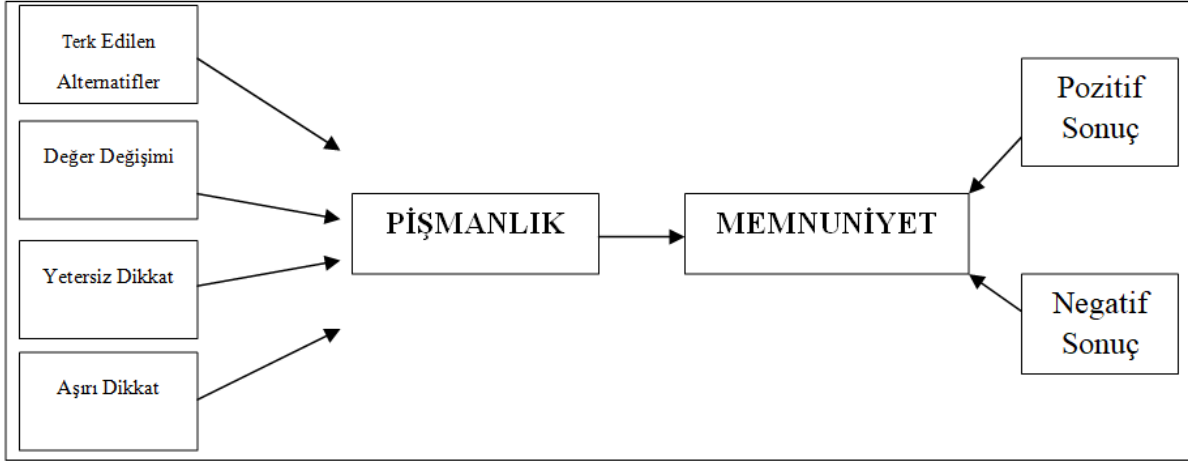 Terk Edilen
Alternatifler
Değer Değişimi
Yetersiz Dikkat
Aşırı Dikkat
PİŞMANLIK
MEMNUNİYET
Pozitif
Sonuç
Negatif
Sonuç